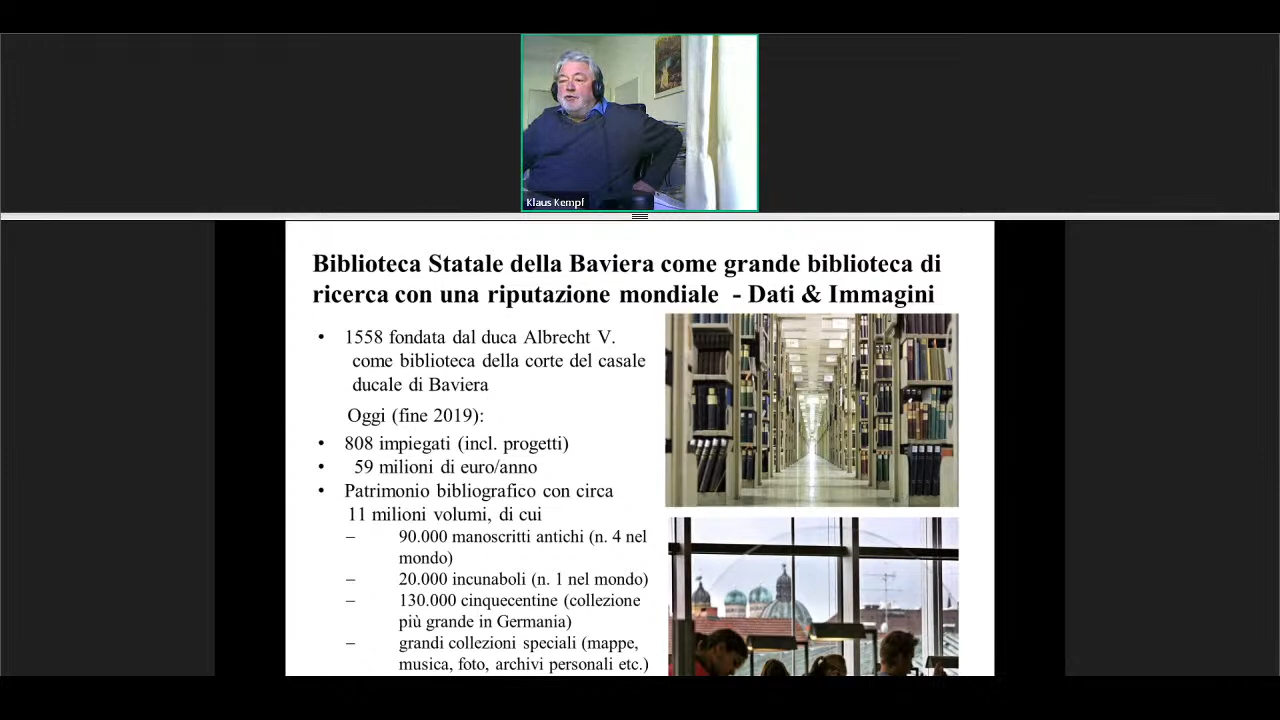 Klaus Kempf
Biblioteca Statale della Baviera come grande biblioteca di
ricerca con una riputazione mondiale - Dati & Immagini
• 1558 fondata dal duca Albrecht V.
come biblioteca della corte del casale
ducale di Baviera
Oggi (fine 2019):
• 808 impiegati (incl. progetti)
• 59 milioni di euro/anno
• Patrimonio bibliografico con circa
11 milioni volumi, di cui
– 90.000 manoscritti antichi (n. 4 nel
mondo)
– 20.000 incunaboli (n. 1 nel mondo)
– 130.000 cinquecentine (collezione
più grande in Germania)
– grandi collezioni speciali (mappe,
musica, foto, archivi personali etc.)